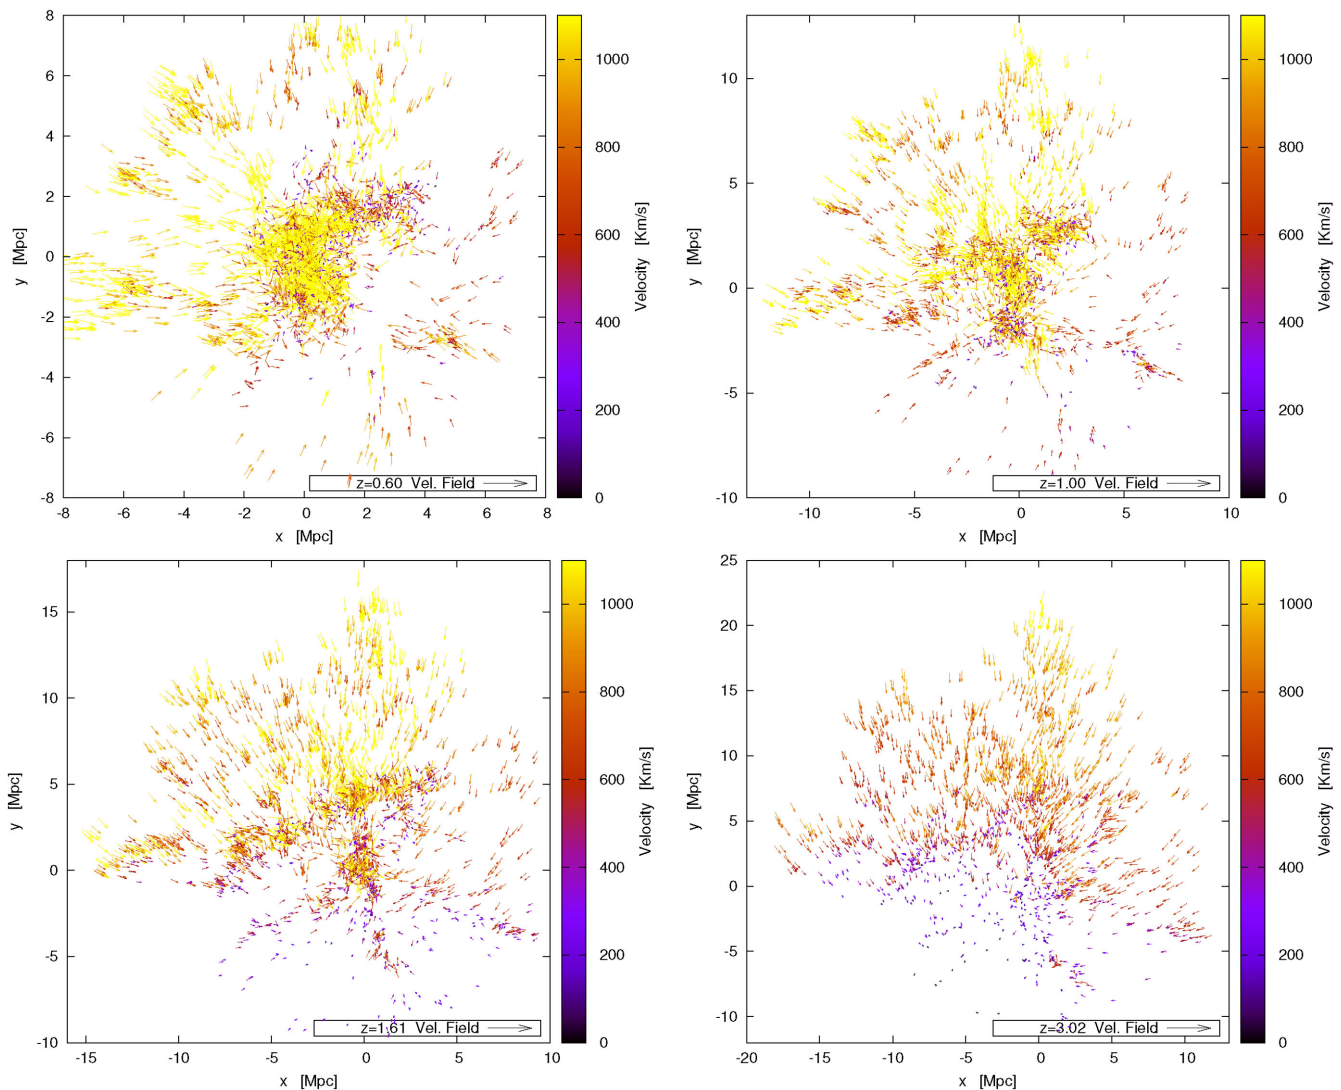 8
6
4
2
0
-2
-4
-6
-8
y [Mpc]
-8 -6 -4 -2 0 2 4 6 8
x [Mpc]
z=0.60 Vel. Field
1000
800
600
400
200
0
Velocity [Km/s]
10
5
0
-5
-10
y [Mpc]
-10 -5 0 5 10
x [Mpc]
z=1.00 Vel. Field
1000
800
600
400
200
0
Velocity [Km/s]
15
10
5
0
-5
-10
y [Mpc]
-15 -10 -5 0 5 10
x [Mpc]
z=1.61 Vel. Field
1000
800
600
400
200
0
Velocity [Km/s]
25
20
15
10
5
0
-5
-10
y [Mpc]
-20 -15 -10 -5 0 5 10
x [Mpc]
z=3.02 Vel. Field
1000
800
600
400
200
0
Velocity [Km/s]